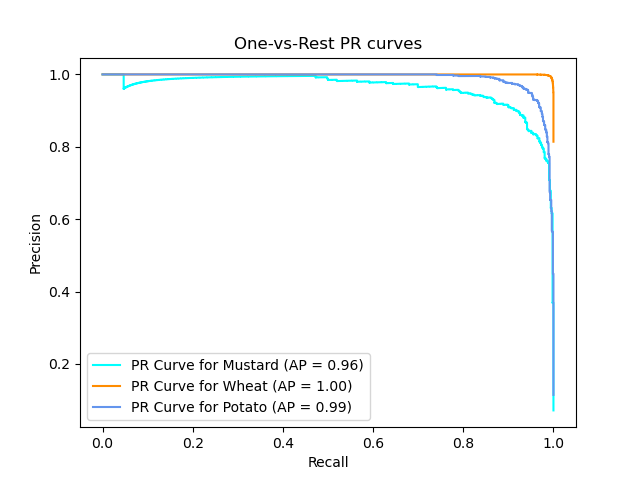 One-vs-Rest PR curves
1.0
0.8
0.6
0.4
0.2
Precision
PR Curve for Mustard (AP = 0.96)
PR Curve for Wheat (AP = 1.00)
PR Curve for Potato (AP = 0.99)
0.0 0.2 0.4 0.6 0.8 1.0
Recall